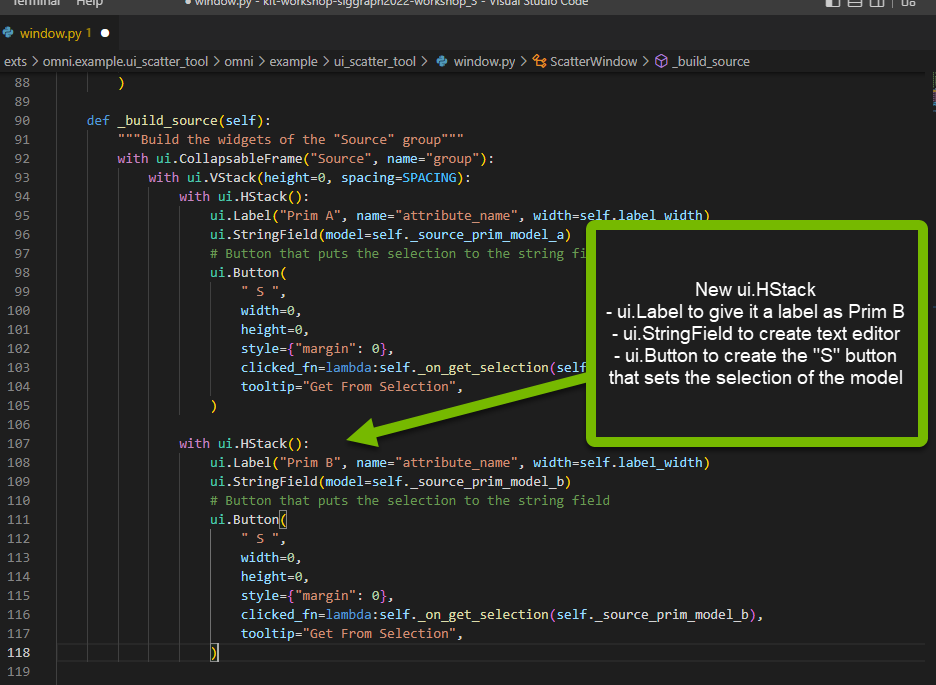 Terminal Help ● window.py - kit-workshop-siggraph2022-workshop_3 - Visual Studio Code
window.py 1 ●
exts > omni.example.ui_scatter_tool > omni > example > ui_scatter_tool > window.py > ScatterWindow > _build_source
88 )
89
90 def _build_source(self):
91 """Build the widgets of the "Source" group"""
92 with ui.CollapsableFrame("Source", name="group"):
93 with ui.VStack(height=0, spacing=SPACING):
94 with ui.HStack():
95 ui.Label("Prim A", name="attribute_name", width=self.label_width)
96 ui.StringField(model=self._source_prim_model_a)
97 # Button that puts the selection to the string fi
98 ui.Button(
99 " S ",
100 width=0,
101 height=0,
102 style={"margin": 0},
103 clicked_fn=lambda:self._on_get_selection(self
104 tooltip="Get From Selection",
105 )
106
107 with ui.HStack():
108 ui.Label("Prim B", name="attribute_name", width=self.label_width)
109 ui.StringField(model=self._source_prim_model_b)
110 # Button that puts the selection to the string field
111 ui.Button(
112 " S ",
113 width=0,
114 height=0,
115 style={"margin": 0},
116 clicked_fn=lambda:self._on_get_selection(self._source_prim_model_b),
117 tooltip="Get From Selection",
118 )
119
New ui.HStack
- ui.Label to give it a label as Prim B
- ui.StringField to create text editor
- ui.Button to create the "S" button
that sets the selection of the model